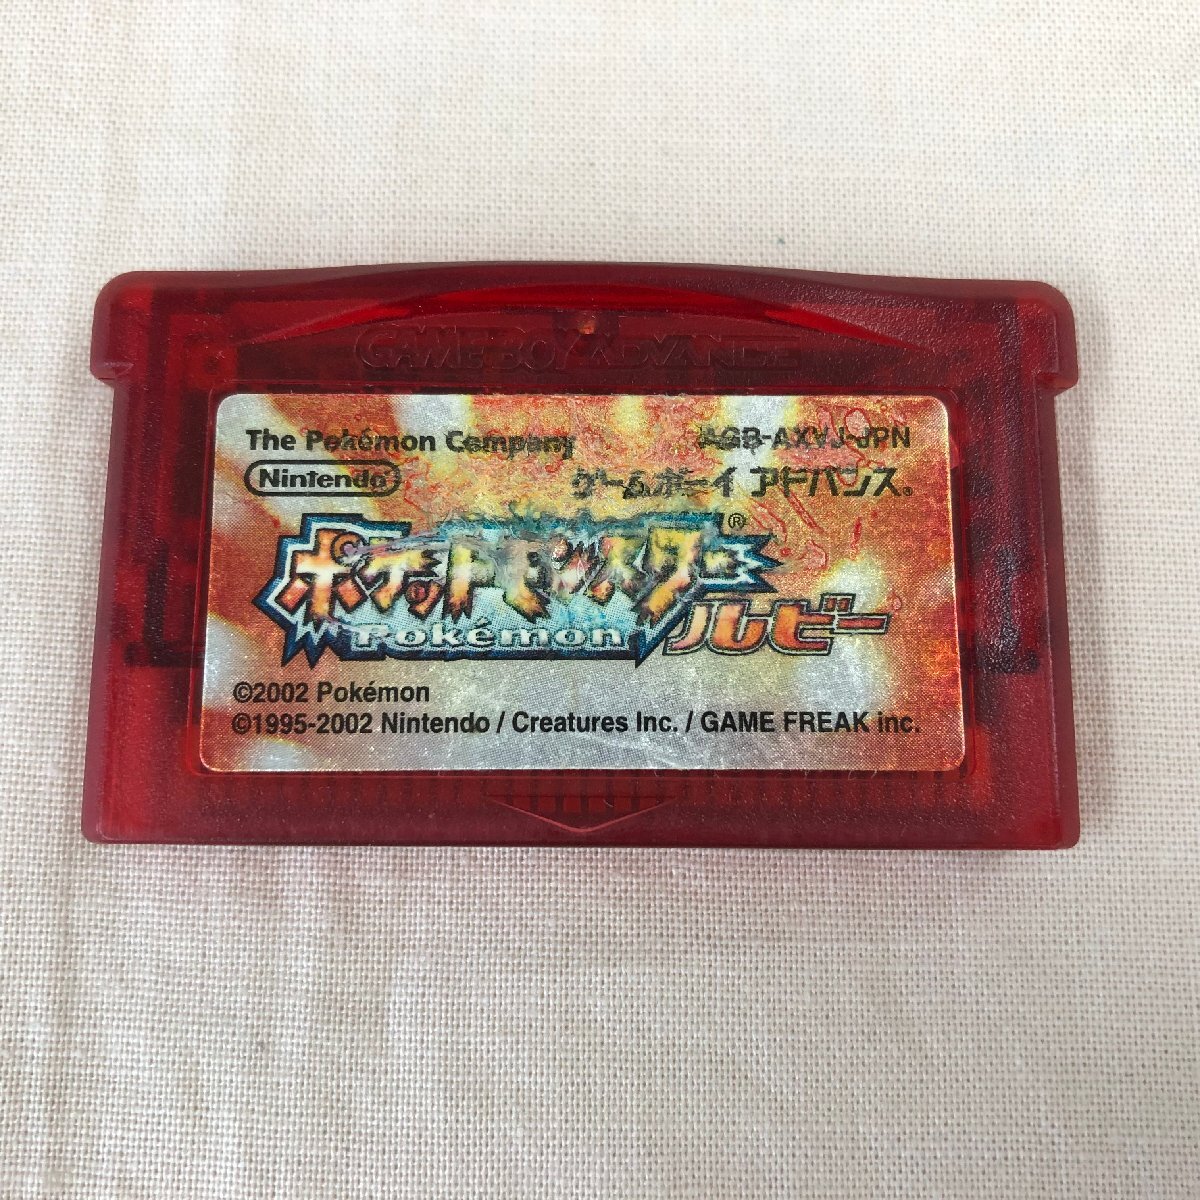 GAME BOY ADVANCE
The Pokémon Company
AGB-AXVJ-JPN
Nintendo
ゲームボーイ アドバンス®
ポケットモンスター®
Pokémon
ルビー
©2002 Pokémon
©1995-2002 Nintendo / Creatures Inc. / GAME FREAK inc.